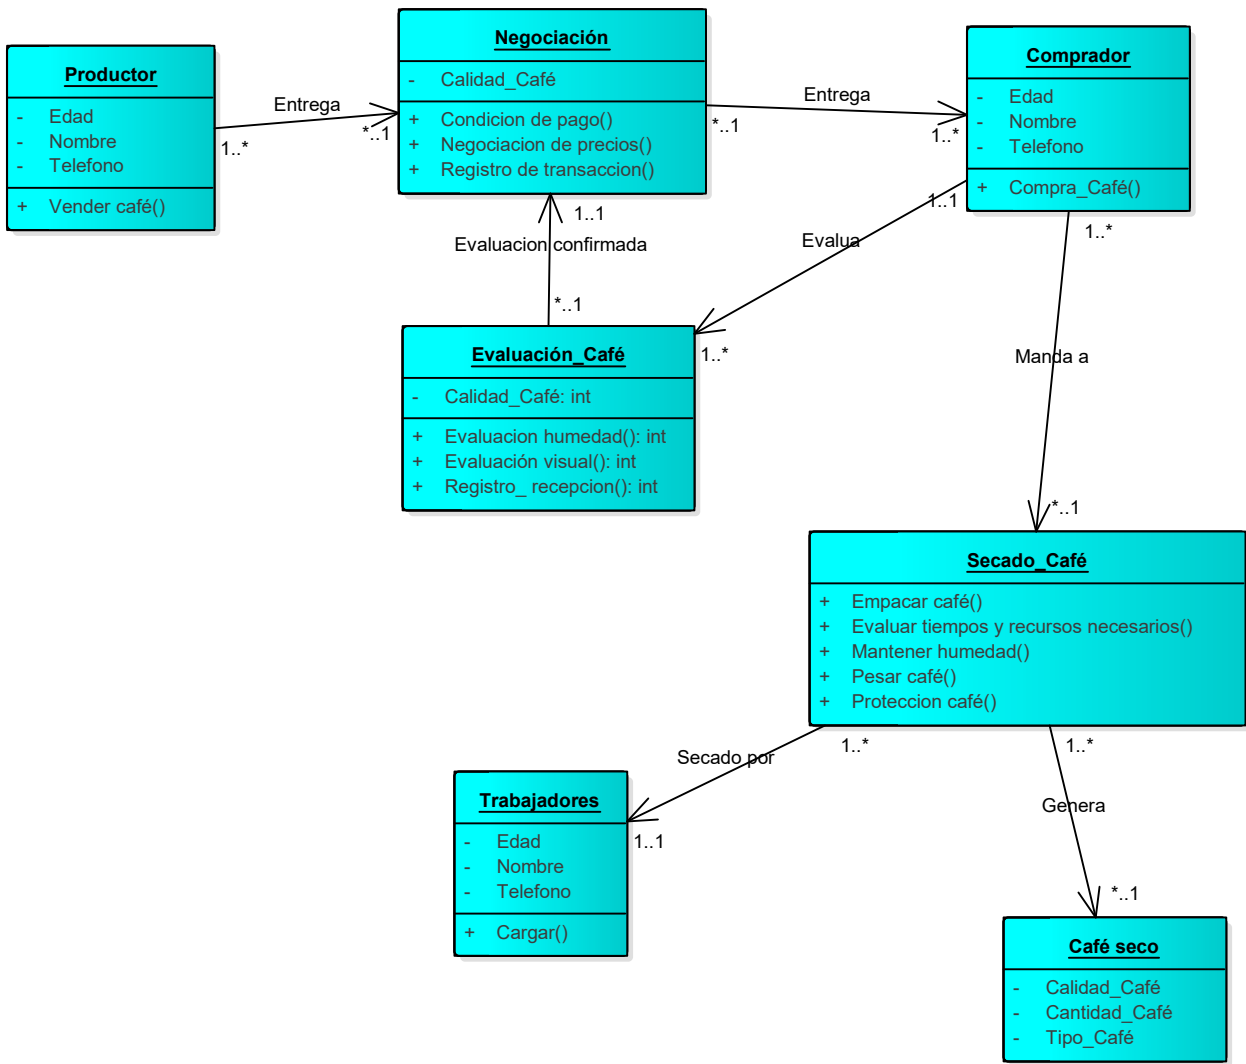 Productor
- Edad
- Nombre
- Telefono
+ Vender café()
Entrega
1..*
*..1
Negociación
- Calidad_Café
+ Condicion de pago()
+ Negociacion de precios()
+ Registro de transaccion()
Entrega
*..1
1..*
Comprador
- Edad
- Nombre
- Telefono
+ Compra_Café()
1..1
Evaluacion confirmada
*..1
1..1
Evalua
1..*
1..*
Manda a
*..1
Evaluación_Café
- Calidad_Café: int
+ Evaluacion humedad(): int
+ Evaluación visual(): int
+ Registro_ recepcion(): int
Secado_Café
+ Empacar café()
+ Evaluar tiempos y recursos necesarios()
+ Mantener humedad()
+ Pesar café()
+ Proteccion café()
1..*
Secado por
1..1
1..*
Genera
*..1
Trabajadores
- Edad
- Nombre
- Telefono
+ Cargar()
Café seco
- Calidad_Café
- Cantidad_Café
- Tipo_Café